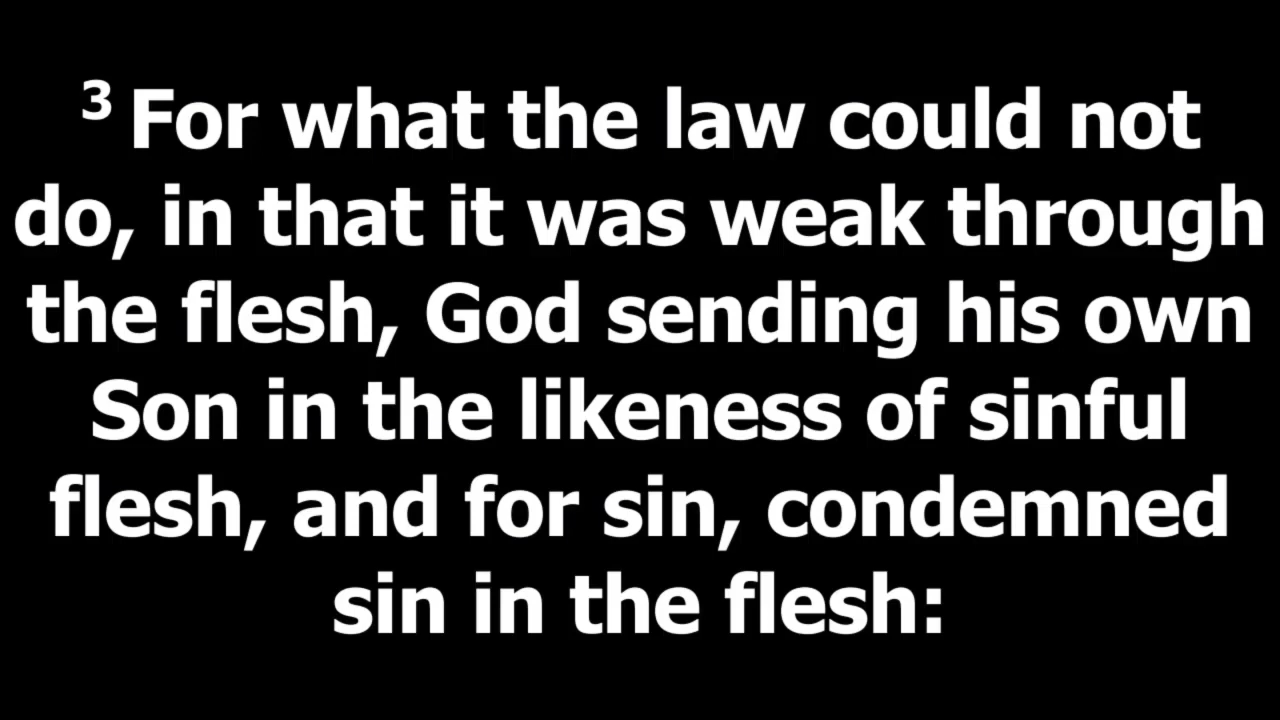 3 For what the law could not
do, in that it was weak through
the flesh, God sending his own
Son in the likeness of sinful
flesh, and for sin, condemned
sin in the flesh: